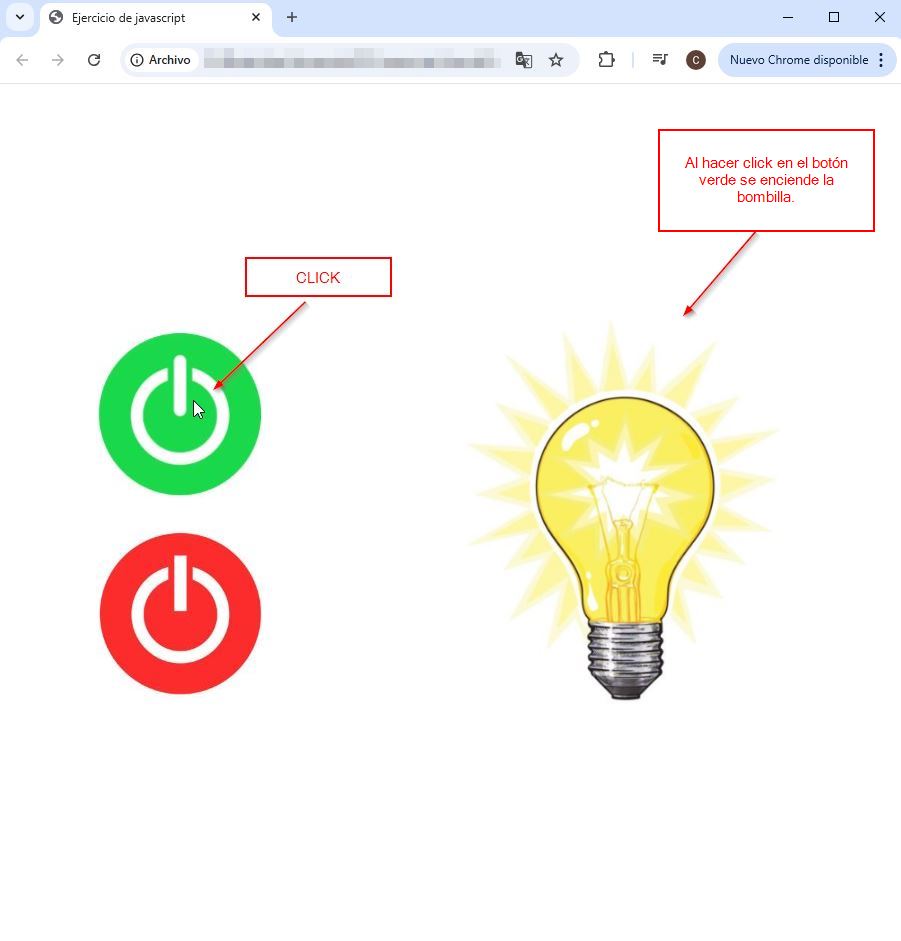 Ejercicio de javascript
Archivo
C
Nuevo Chrome disponible
Al hacer click en el botón
verde se enciende la
bombilla.
CLICK